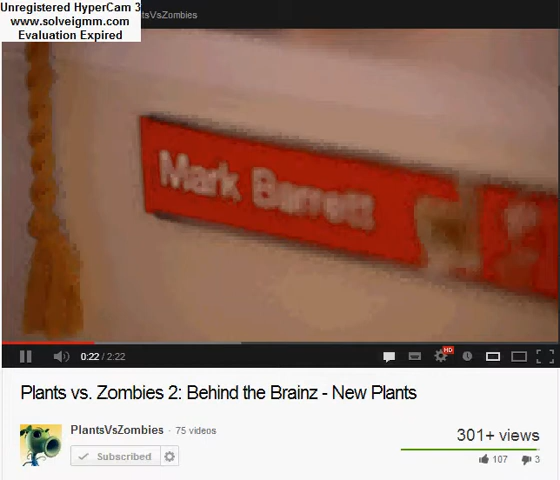 Unregistered HyperCam 3
www.solveigmm.com
Evaluation Expired
tsVsZombies
Mark Barrett
0:22 / 2:22
HD
Plants vs. Zombies 2: Behind the Brainz - New Plants
PlantsVsZombies · 75 videos
Subscribed
301+ views
107 3